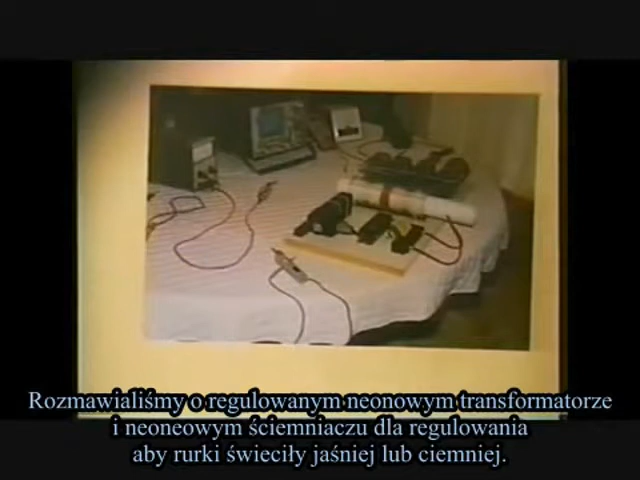 Rozmawialiśmy o regulowanym neonowym transformatorze
i neoneowym ściemniaczu dla regulowania
aby rurki świeciły jaśniej lub ciemniej.